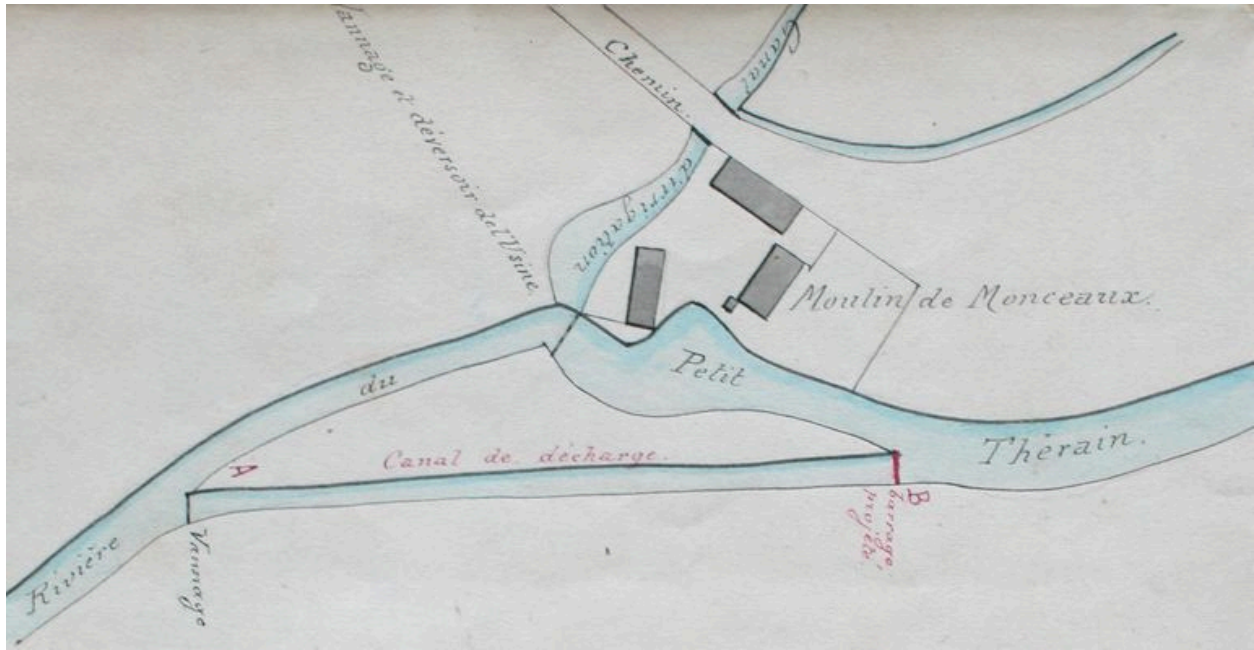 Vannage et déversoir de l'Usine.
Chemin.
Canal
d'irrigation
Moulin de Monceaux.
Rivière
du
Petit
Thérain.
A
Canal de décharge.
B
barrage
projeté,
Vannage